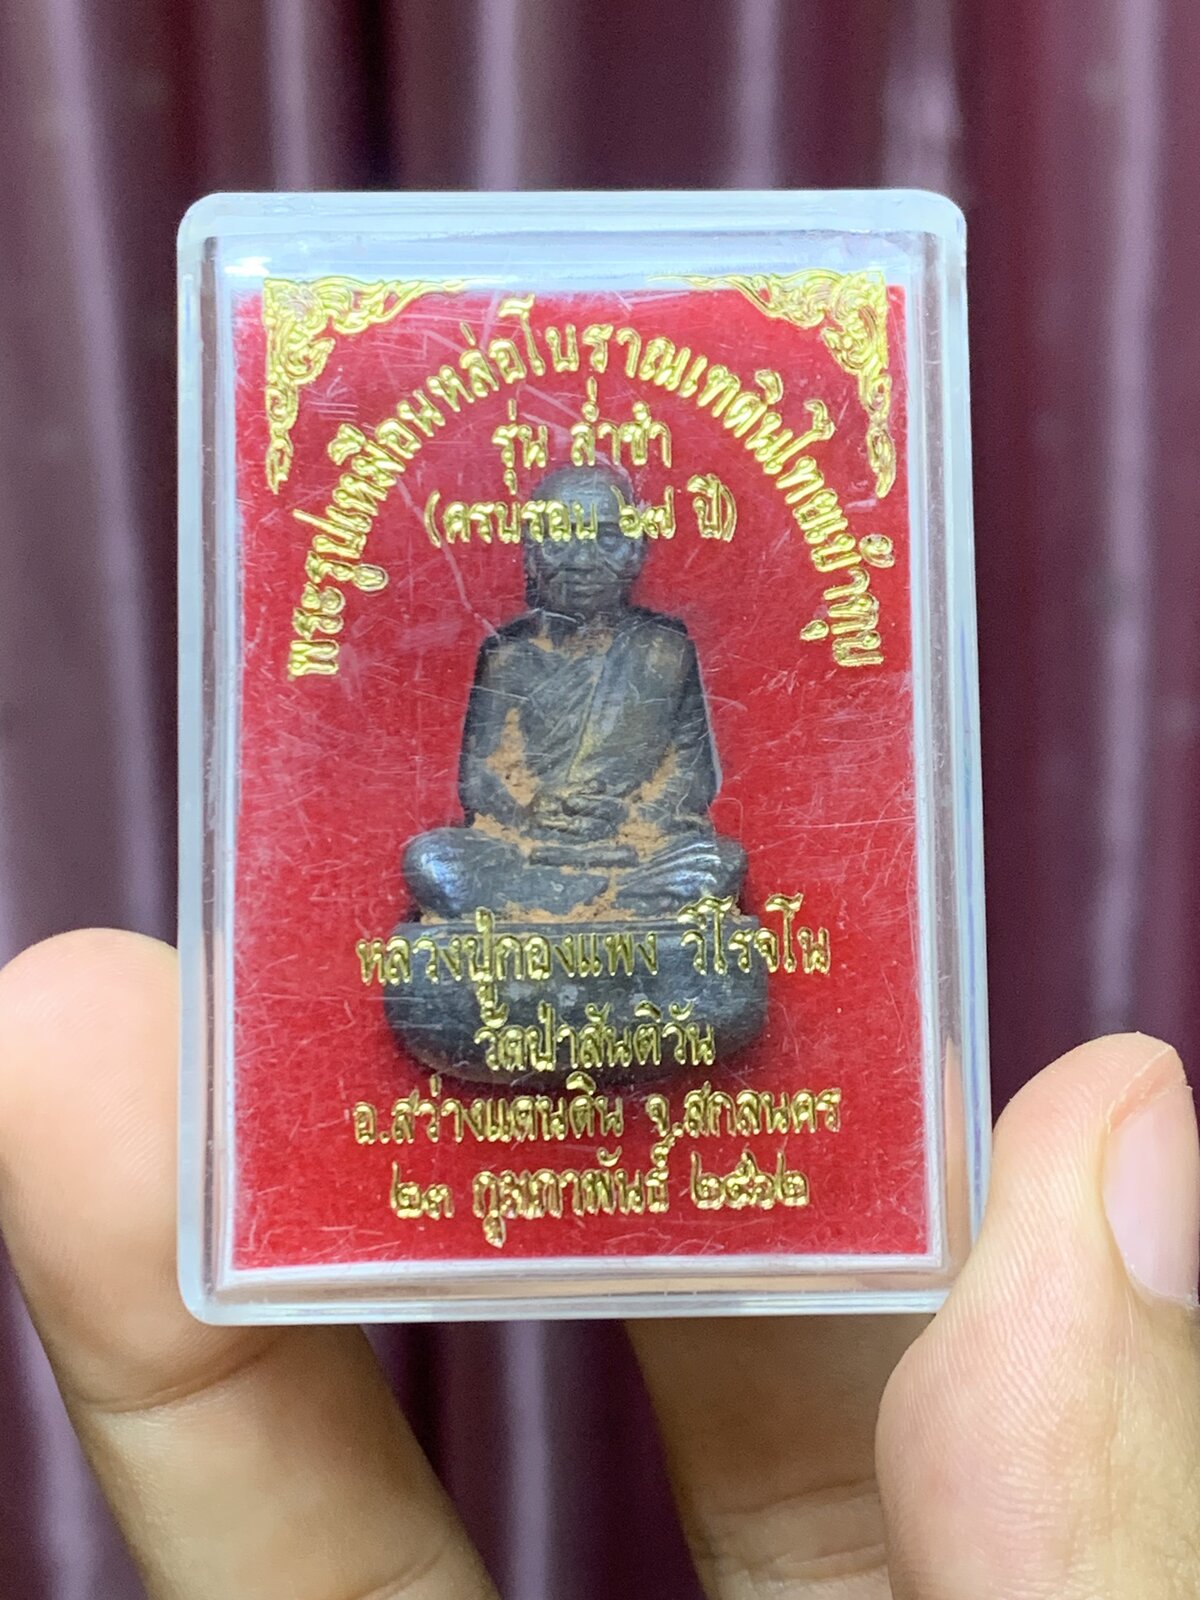 พระรูปเหมือนหล่อโบราณเทดินไทยเบ้าทุบ
รุ่น ล่ำซำ
(ครบรอบ ๖๗ ปี)
หลวงปู่กองแพง วิโรจโน
วัดป่าสันติวัน
อ.สว่างแดนดิน จ.สกลนคร
๒๓ กุมภาพันธ์ ๒๕๖๒